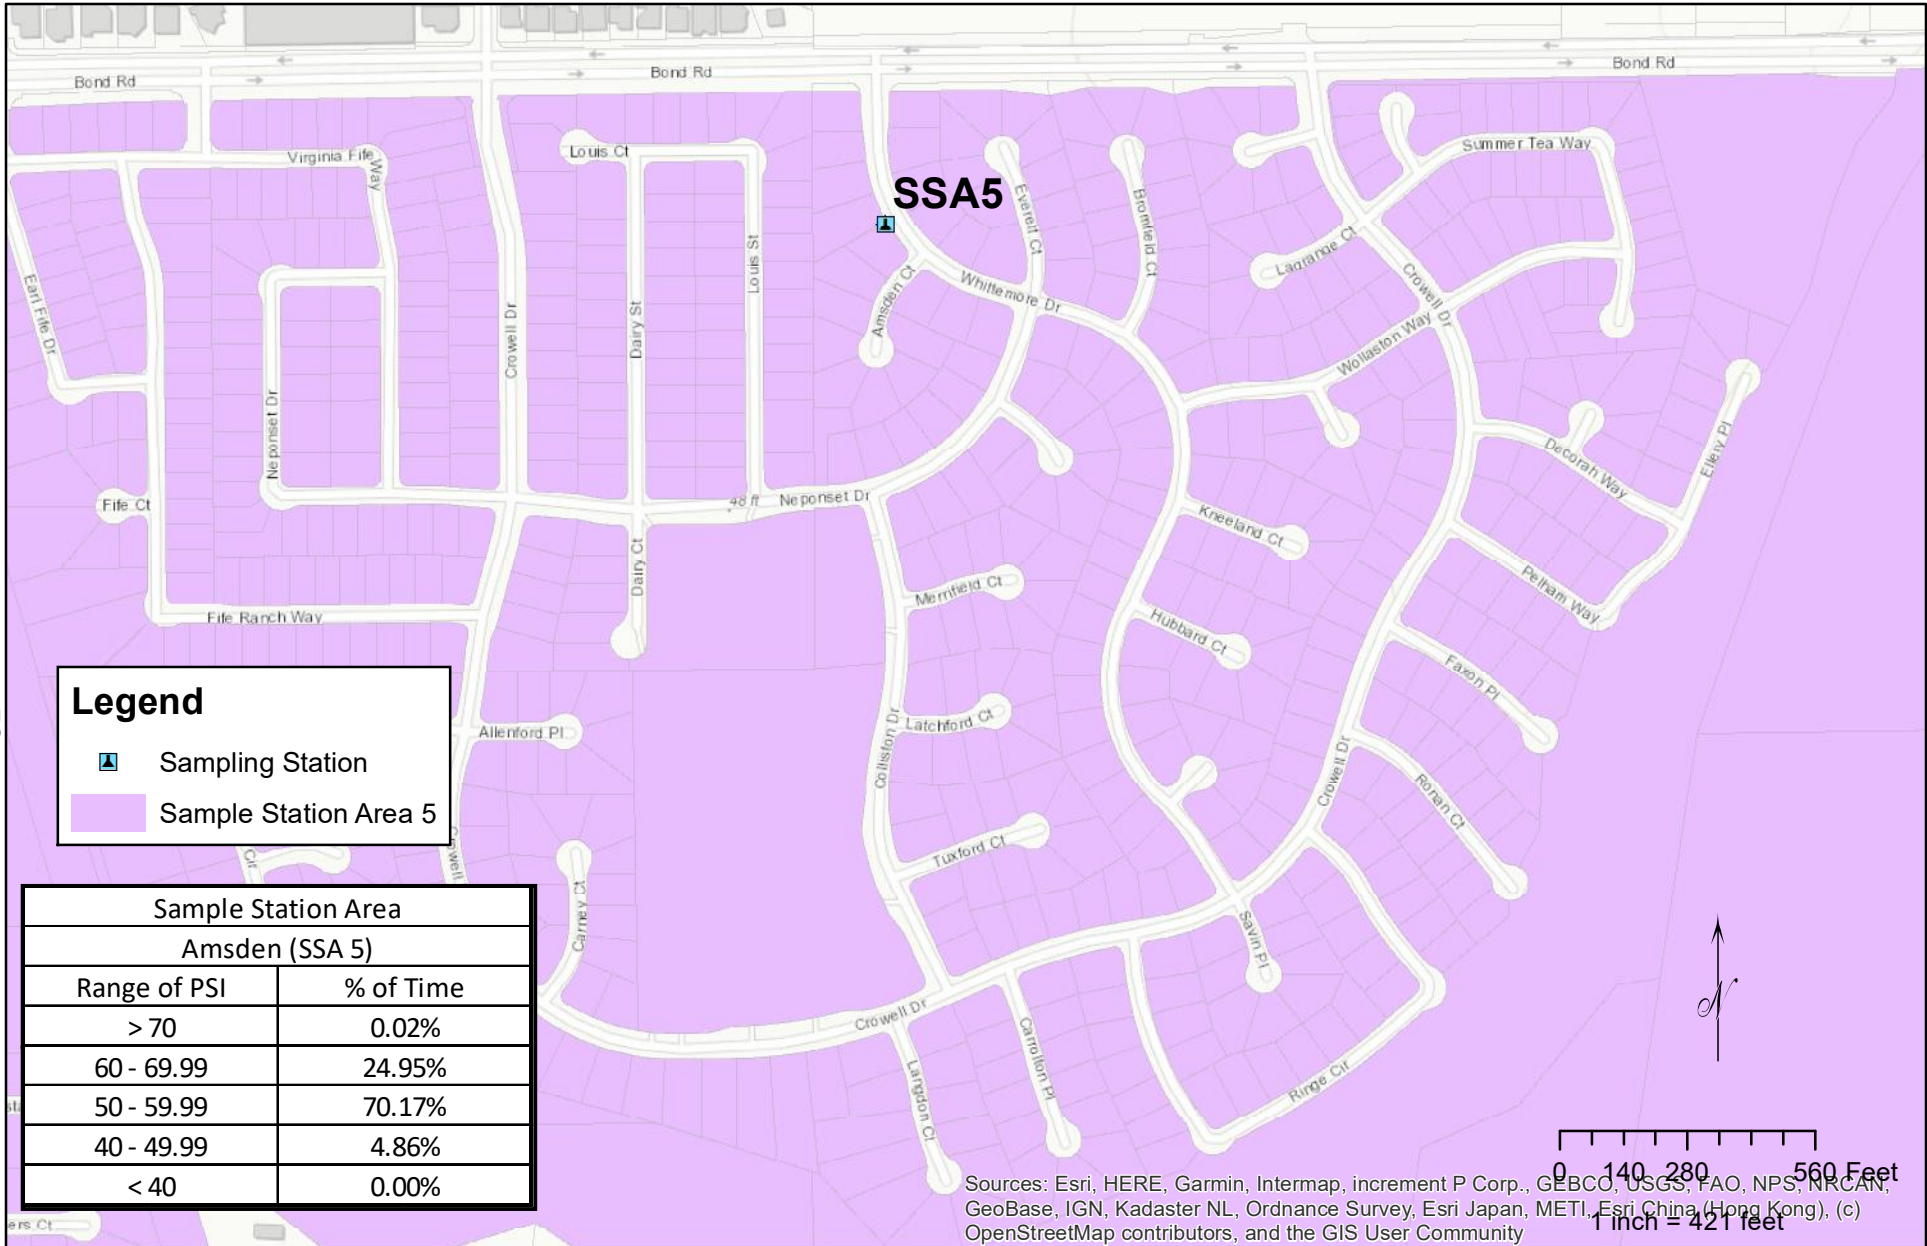 Bond Rd
Bond Rd
Bond Rd
Virginia Fife Way
Louis Ct
Summer Tea Way
SSA5
Everett Ct
Bromfield Ct
Earl Fife Dr
Crowell Dr
Dairy St
Louis St
Amsden Ct
Whittemore Dr
Lagrange Ct
Crowell Dr
Wollaston Way
Neponset Dr
Decorah Way
Ellery Pl
Fife Ct
48 ft
Neponset Dr
Kneeland Ct
Dairy Ct
Merrifield Ct
Pelham Way
Fife Ranch Way
Hubbard Ct
Faxon Pl
Legend
Sampling Station
Sample Station Area 5
Allenford Pl
Colliston Dr
Latchford Ct
Crowell Dr
Ronan Ct
Tuxford Ct
Cir
Carney Ct
Savin Pl
Crowell Dr
Carrolton Pl
Langdon Ct
Ringe Cir
Sample Station Area
Amsden (SSA 5)
Range of PSI % of Time
> 70 0.02%
60 - 69.99 24.95%
50 - 59.99 70.17%
40 - 49.99 4.86%
< 40 0.00%
ers Ct
N
0 140 280 560 Feet
1 inch = 421 feet
Sources: Esri, HERE, Garmin, Intermap, increment P Corp., GEBCO, USGS, FAO, NPS, NRCAN,
GeoBase, IGN, Kadaster NL, Ordnance Survey, Esri Japan, METI, Esri China (Hong Kong), (c)
OpenStreetMap contributors, and the GIS User Community